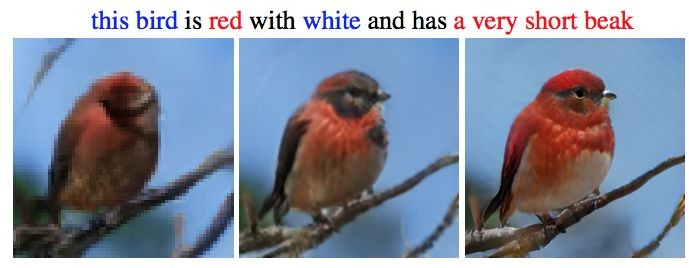 this bird is red with white and has a very short beak